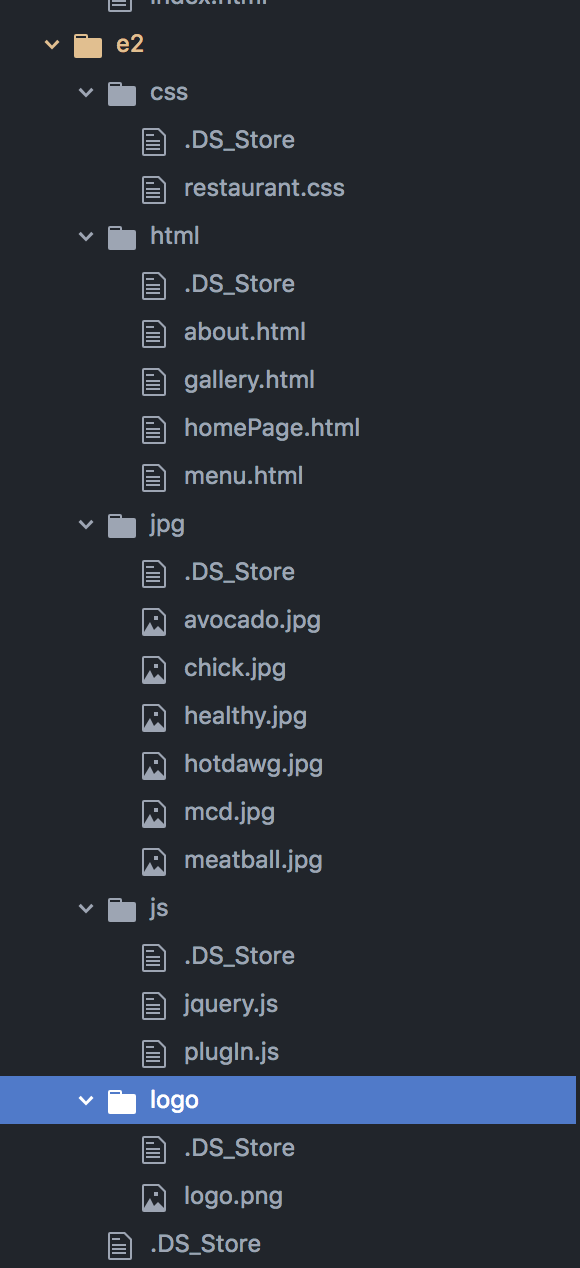 index.html
e2
css
.DS_Store
restaurant.css
html
.DS_Store
about.html
gallery.html
homePage.html
menu.html
jpg
.DS_Store
avocado.jpg
chick.jpg
healthy.jpg
hotdawg.jpg
mcd.jpg
meatball.jpg
js
.DS_Store
jquery.js
plugIn.js
logo
.DS_Store
logo.png
.DS_Store